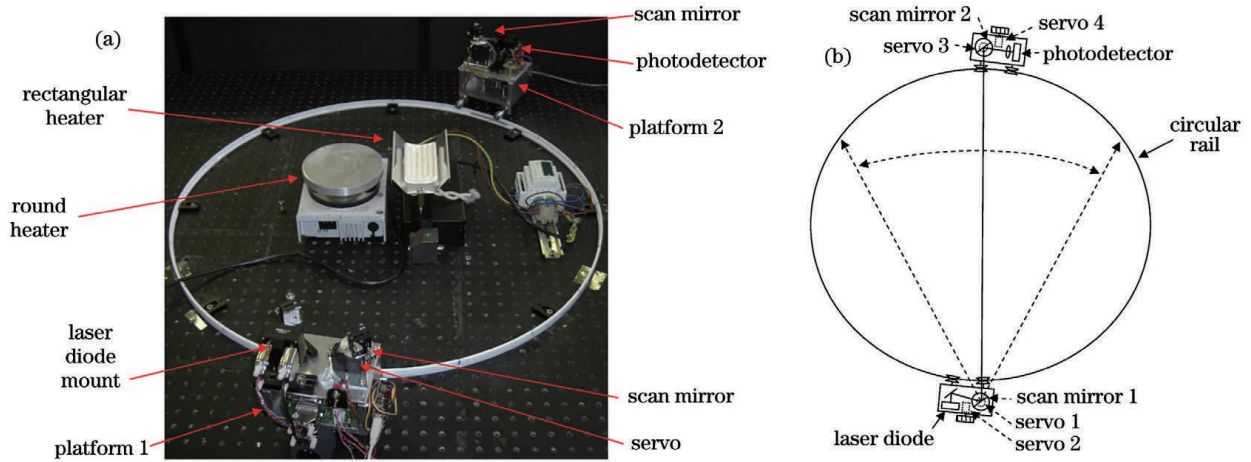 (a)
scan mirror
photodetector
rectangular
heater
platform 2
round
heater
laser
diode
mount
scan mirror
platform 1
servo
(b)
scan mirror 2
servo 4
servo 3
photodetector
circular
rail
scan mirror 1
servo 1
laser diode
servo 2